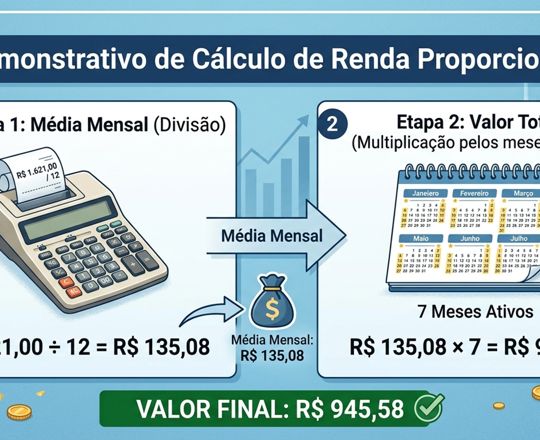 monstrativo de Cálculo de Renda Proporcio
a 1: Média Mensal (Divisão)
R$ 1.621,00
/ 12
21,00 ÷ 12 = R$ 135,08
Média Mensal
$
Média Mensal:
R$ 135,08
2
Etapa 2: Valor Tot
(Multiplicação pelos mese
Janeiero
Fevereiro
Março
Maio
Junho
Julho
7 Meses Ativos
R$ 135,08 × 7 = R$ 9
VALOR FINAL: R$ 945,58